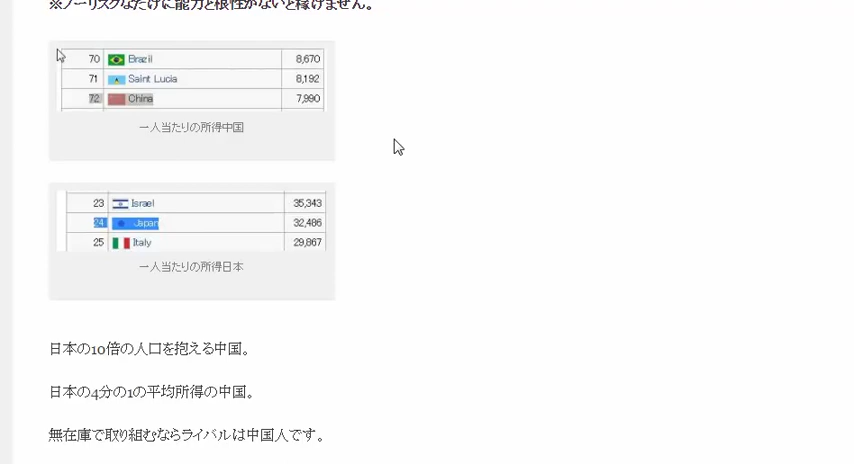 ※ノーリスクなだけに能力と根性がないと稼げません。
70 Brazil 8,670
71 Saint Lucia 8,192
72 China 7,990
一人当たりの所得中国
23 Israel 35,343
24 Japan 32,486
25 Italy 29,867
一人当たりの所得日本
日本の10倍の人口を抱える中国。
日本の4分の1の平均所得の中国。
無在庫で取り組むならライバルは中国人です。